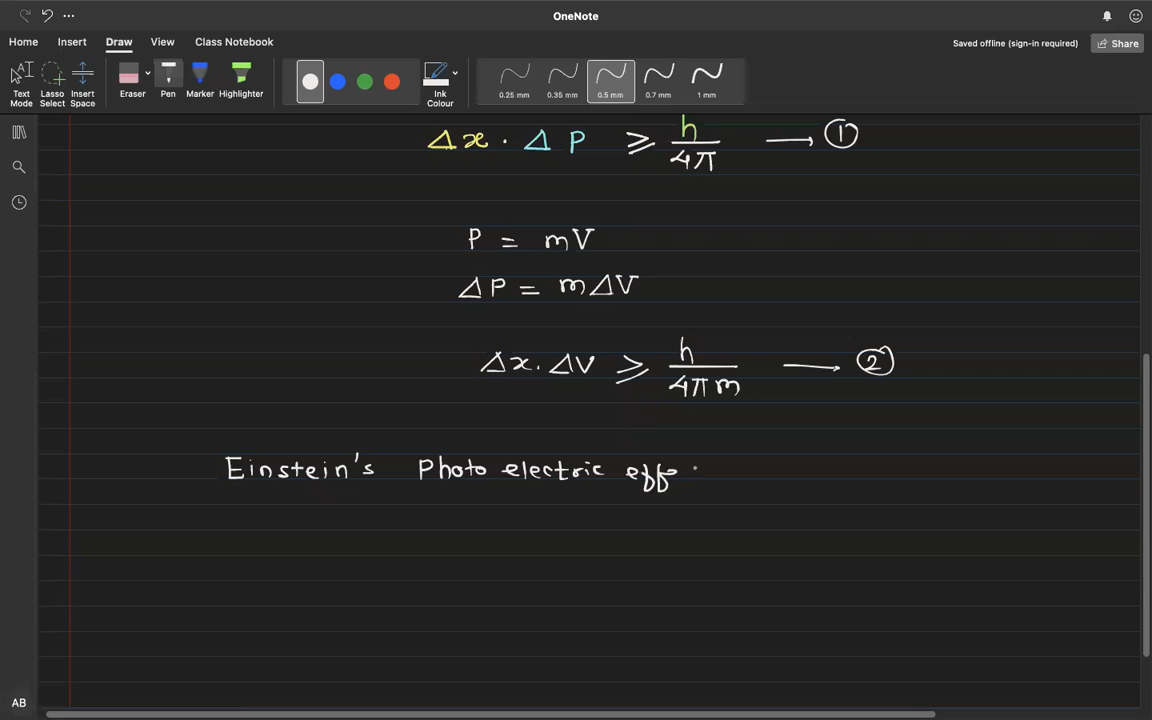 OneNote
Home Insert Draw View Class Notebook
Saved offline (sign-in required) Share
Text Mode Lasso Select Insert Space Eraser Pen Marker Highlighter Ink Colour 0.25 mm 0.35 mm 0.5 mm 0.7 mm 1 mm
Δx · ΔP ⩾ h/4π → ①
P = mV
ΔP = mΔV
Δx · ΔV ⩾ h/4πm → ②
Einstein's Photo electric eff
AB